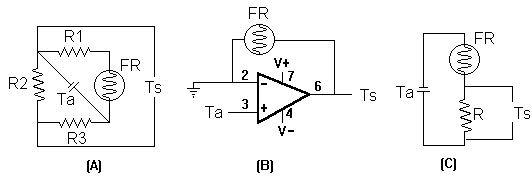 R1
FR
R2
Ta
Ts
R3
(A)
FR
V+
2
7
-
6
Ts
Ta
3
+
4
V-
(B)
FR
Ta
R
Ts
(C)